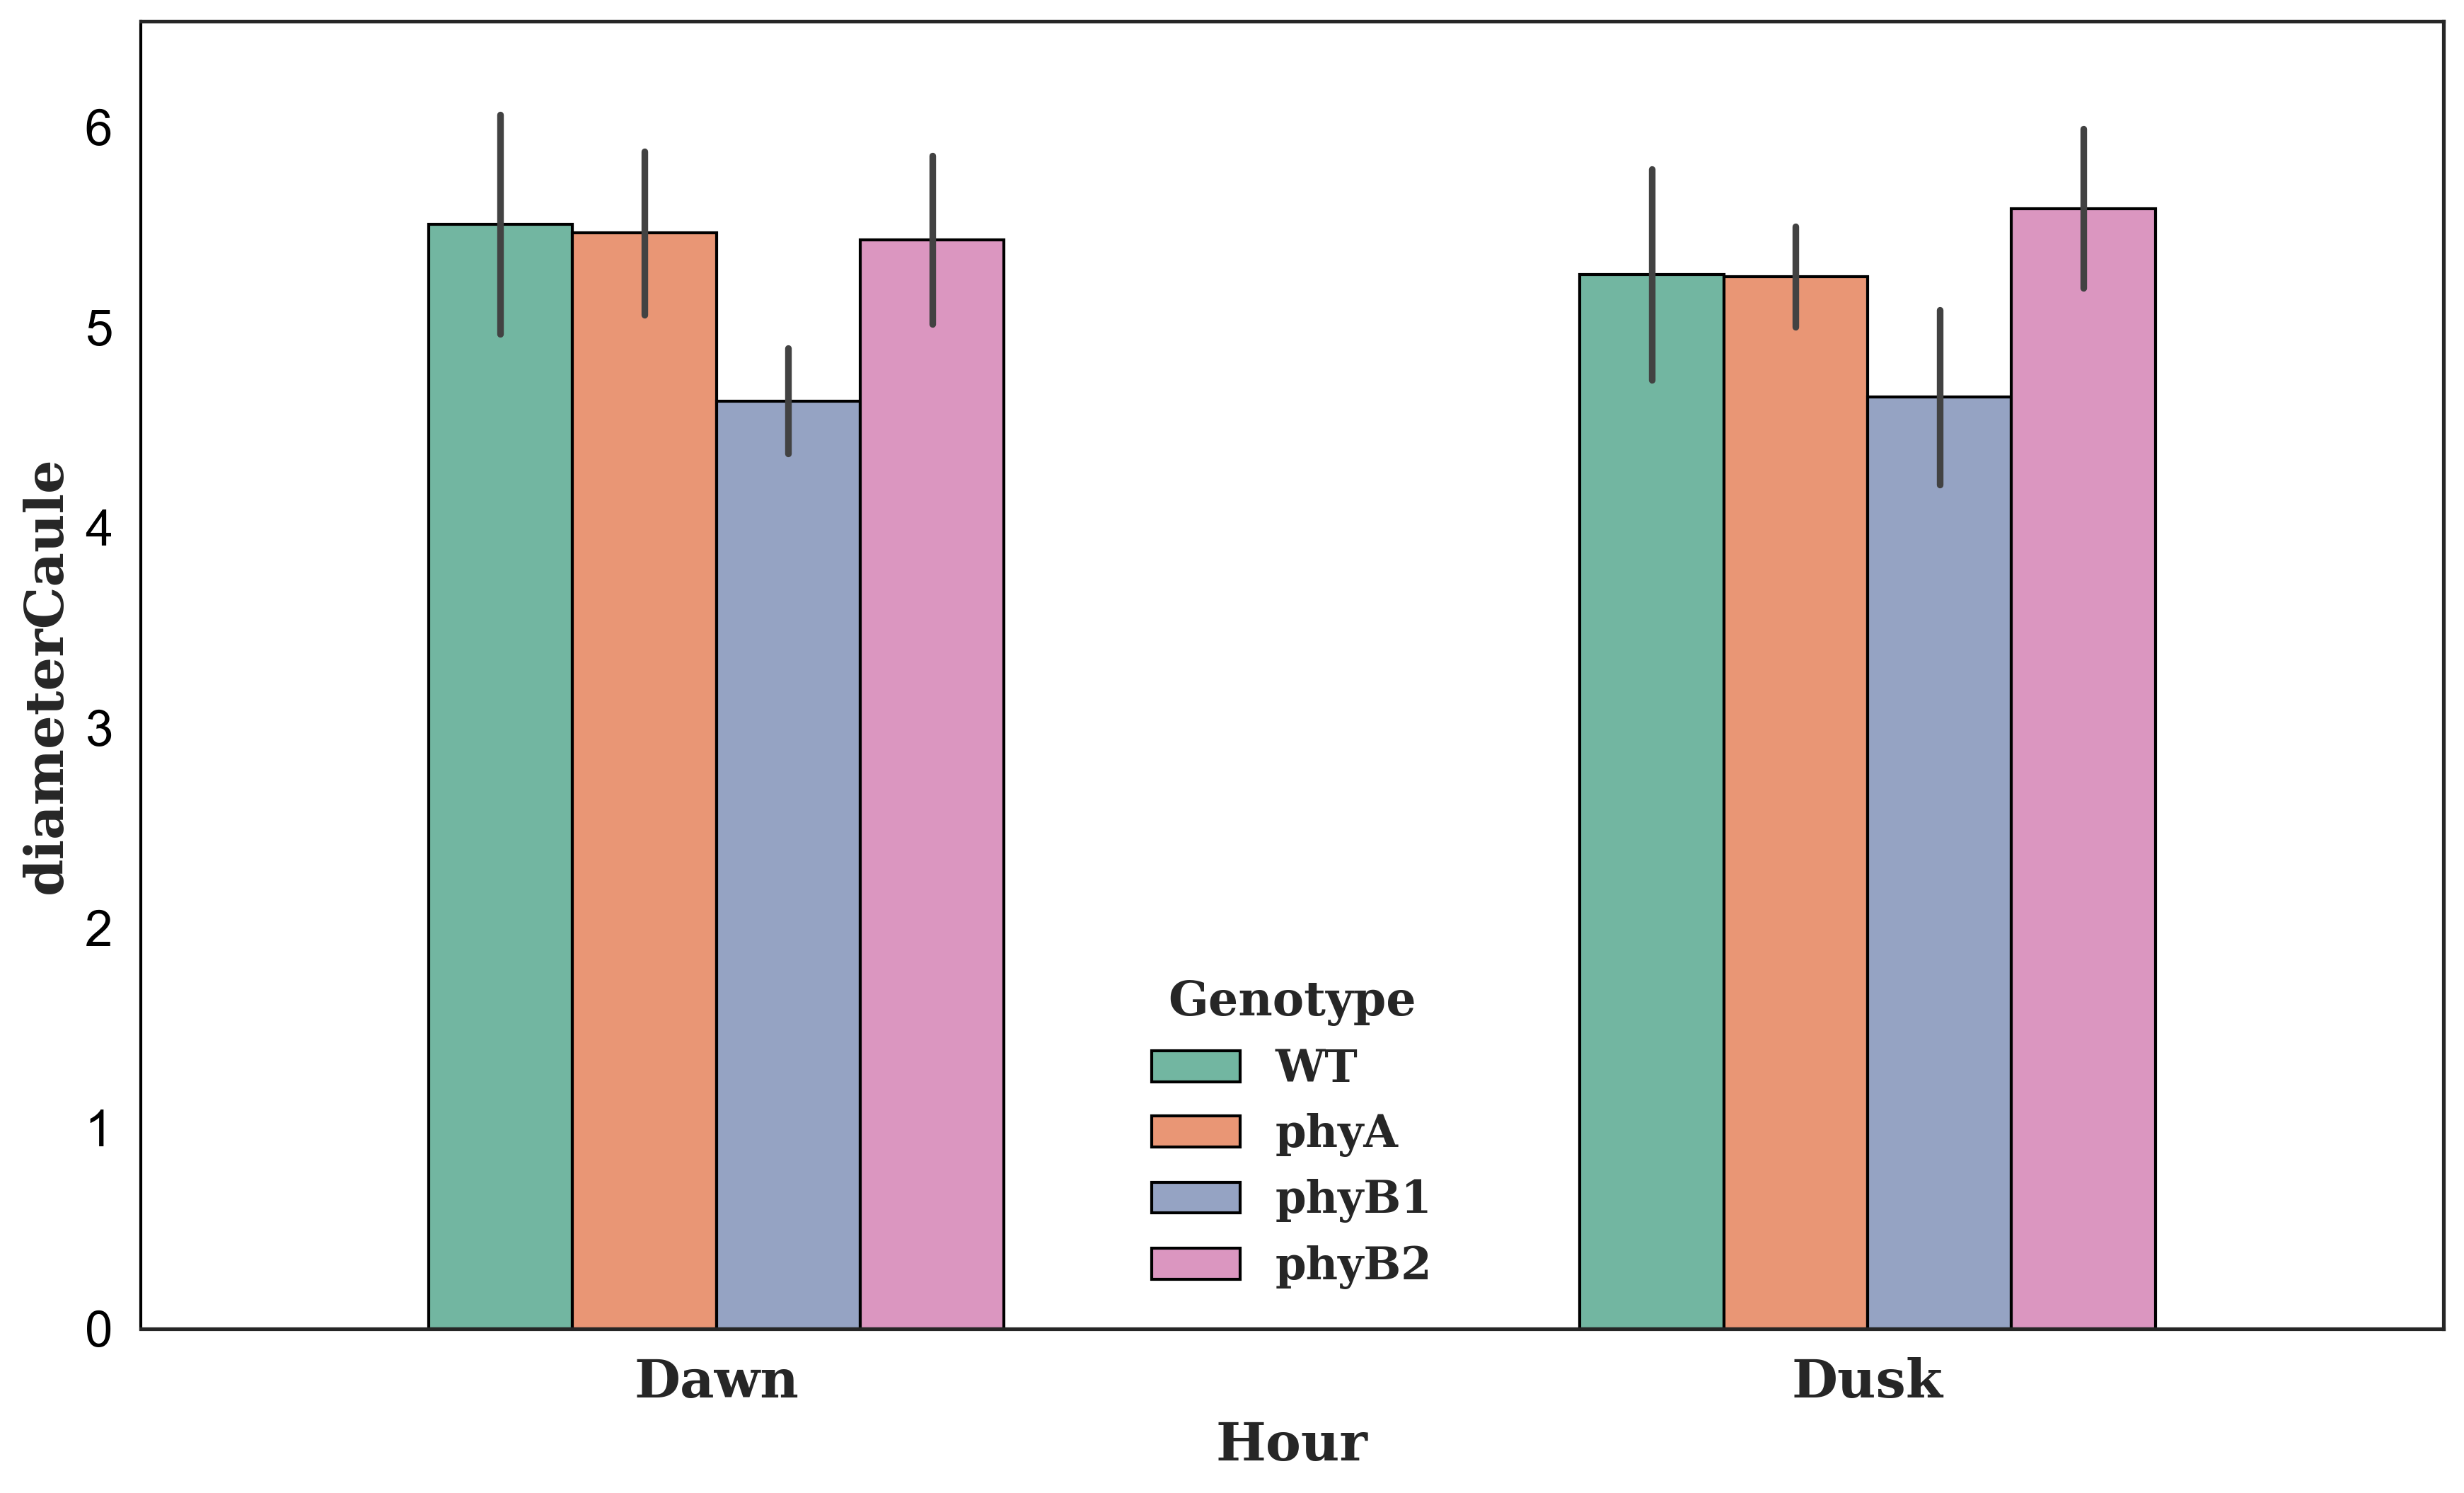 6
5
4
3
2
1
0
diameterCaule
Genotype
WT
phyA
phyB1
phyB2
Dawn
Dusk
Hour